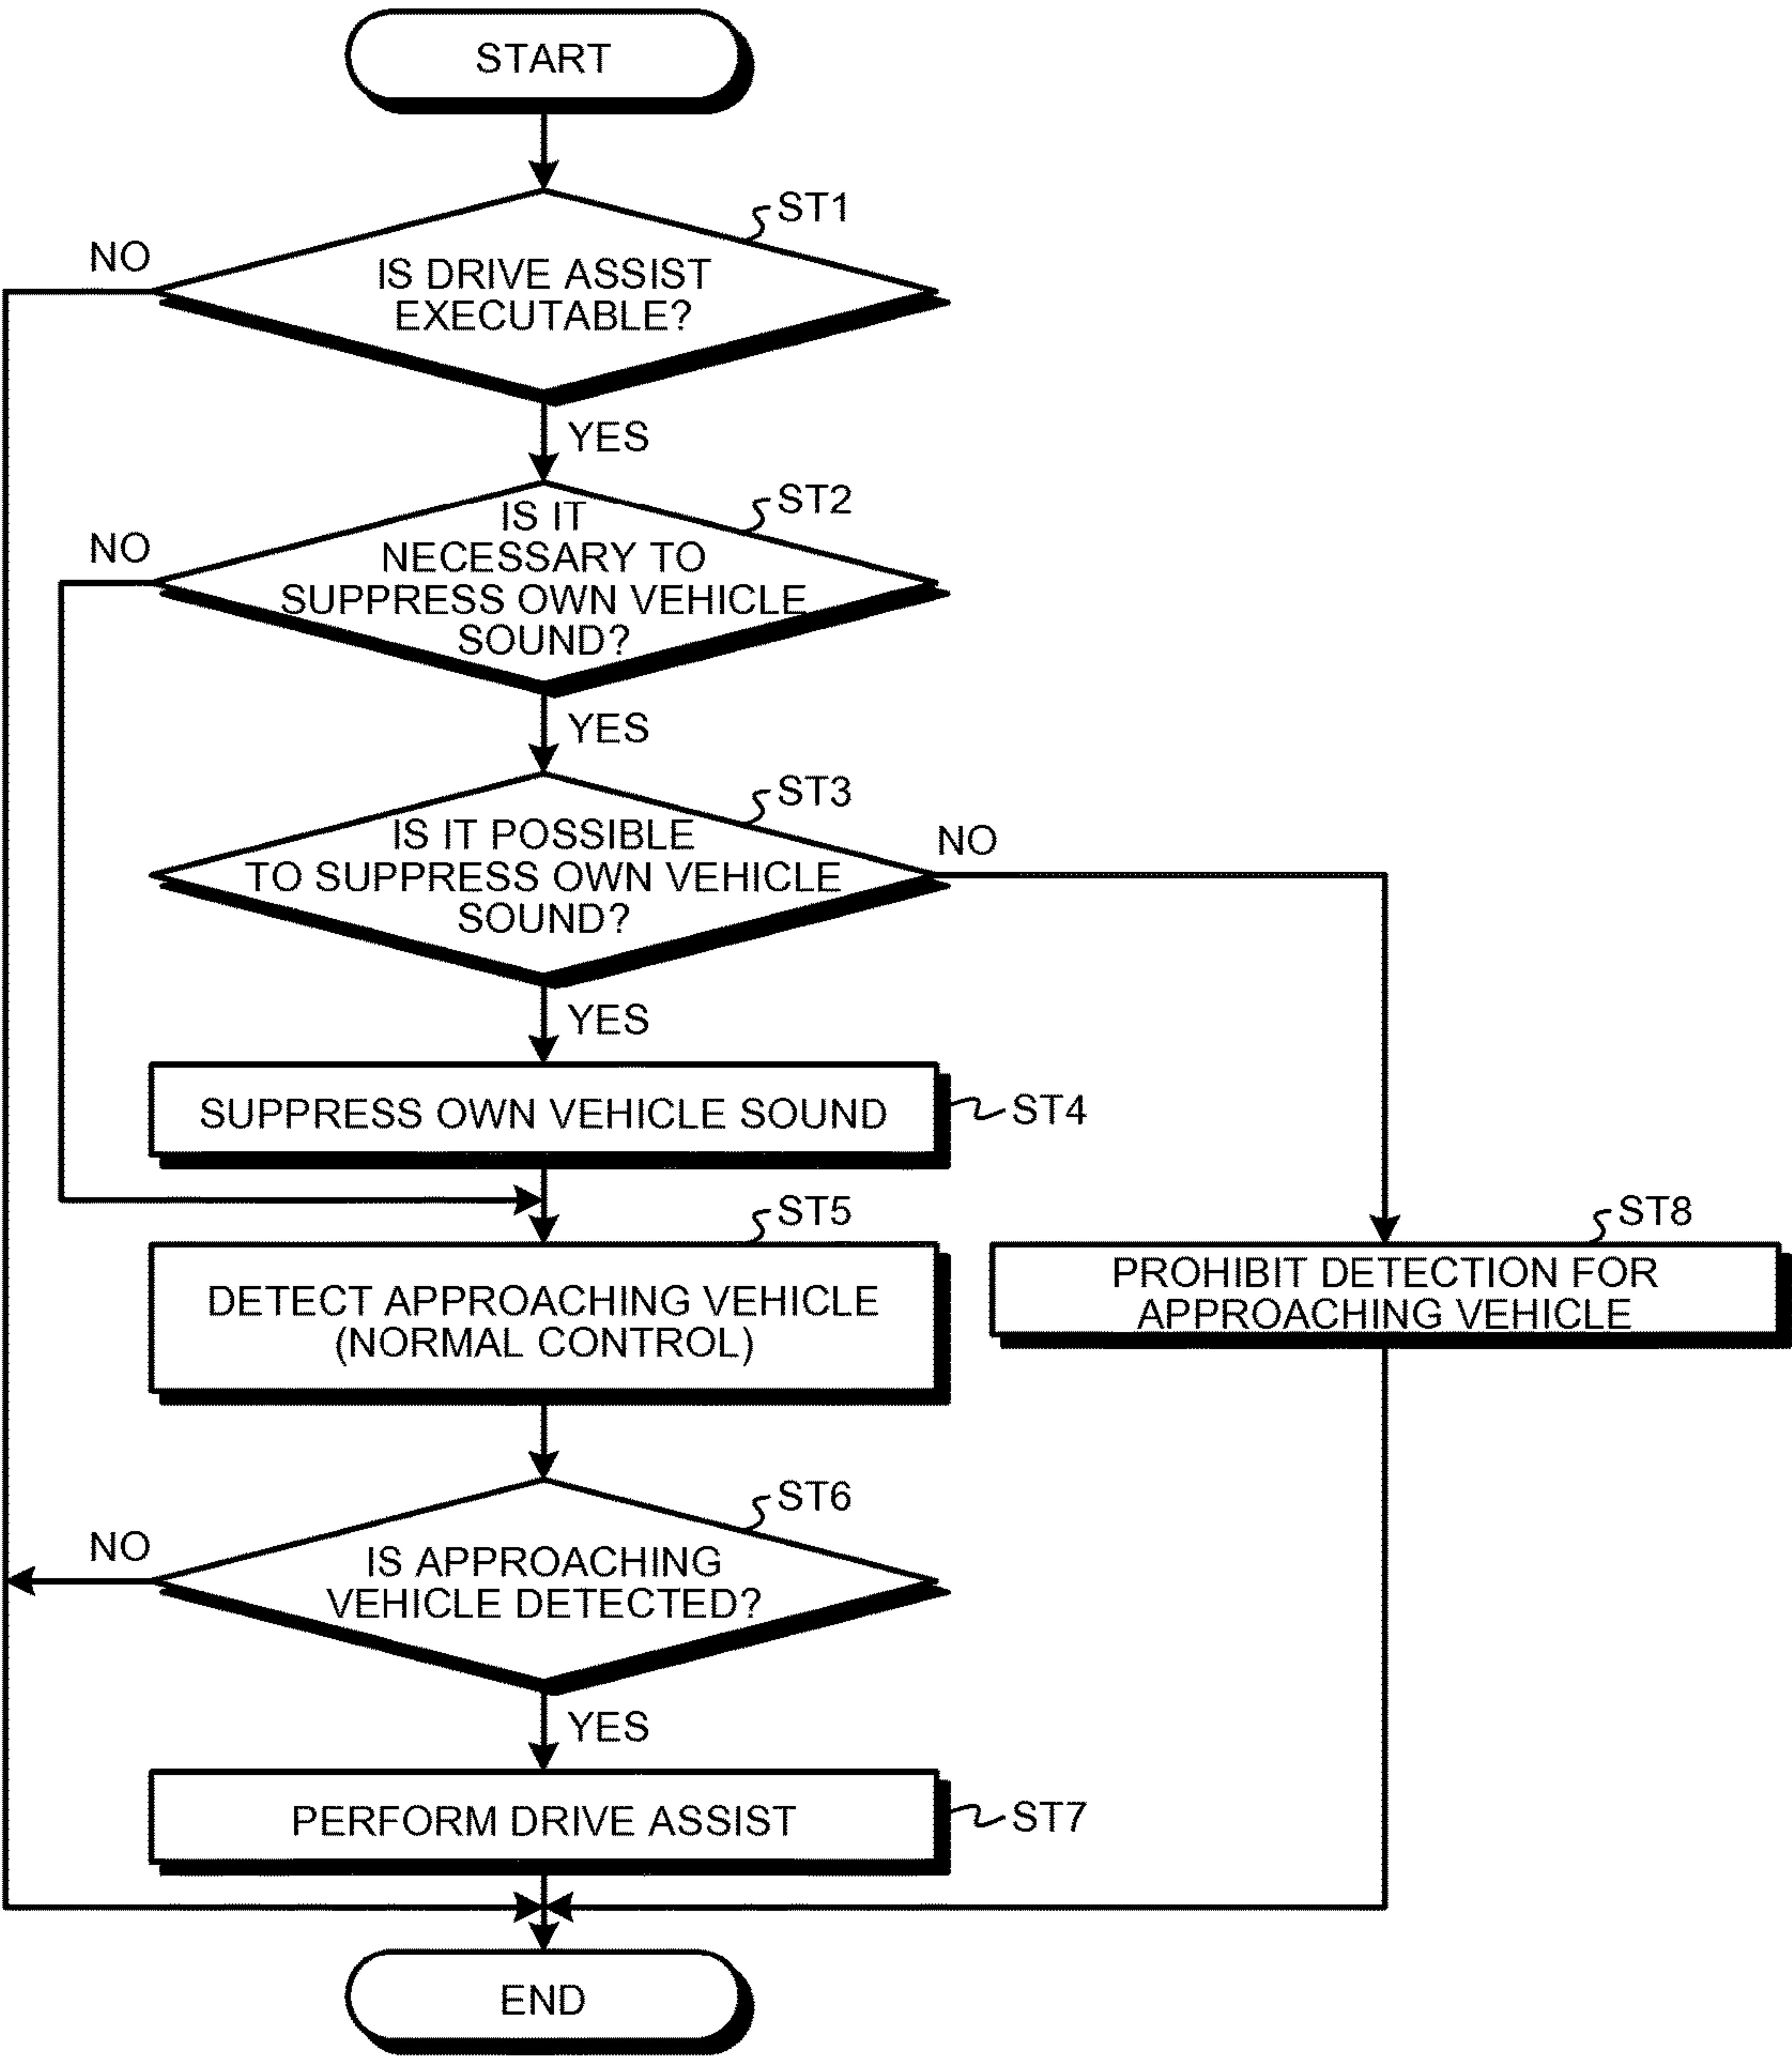 START
ST1
NO
IS DRIVE ASSIST
EXECUTABLE?
YES
ST2
NO
IS IT
NECESSARY TO
SUPPRESS OWN VEHICLE
SOUND?
YES
ST3
NO
IS IT POSSIBLE
TO SUPPRESS OWN VEHICLE
SOUND?
YES
SUPPRESS OWN VEHICLE SOUND
ST4
ST5
DETECT APPROACHING VEHICLE
(NORMAL CONTROL)
ST8
PROHIBIT DETECTION FOR
APPROACHING VEHICLE
ST6
NO
IS APPROACHING
VEHICLE DETECTED?
YES
PERFORM DRIVE ASSIST
ST7
END